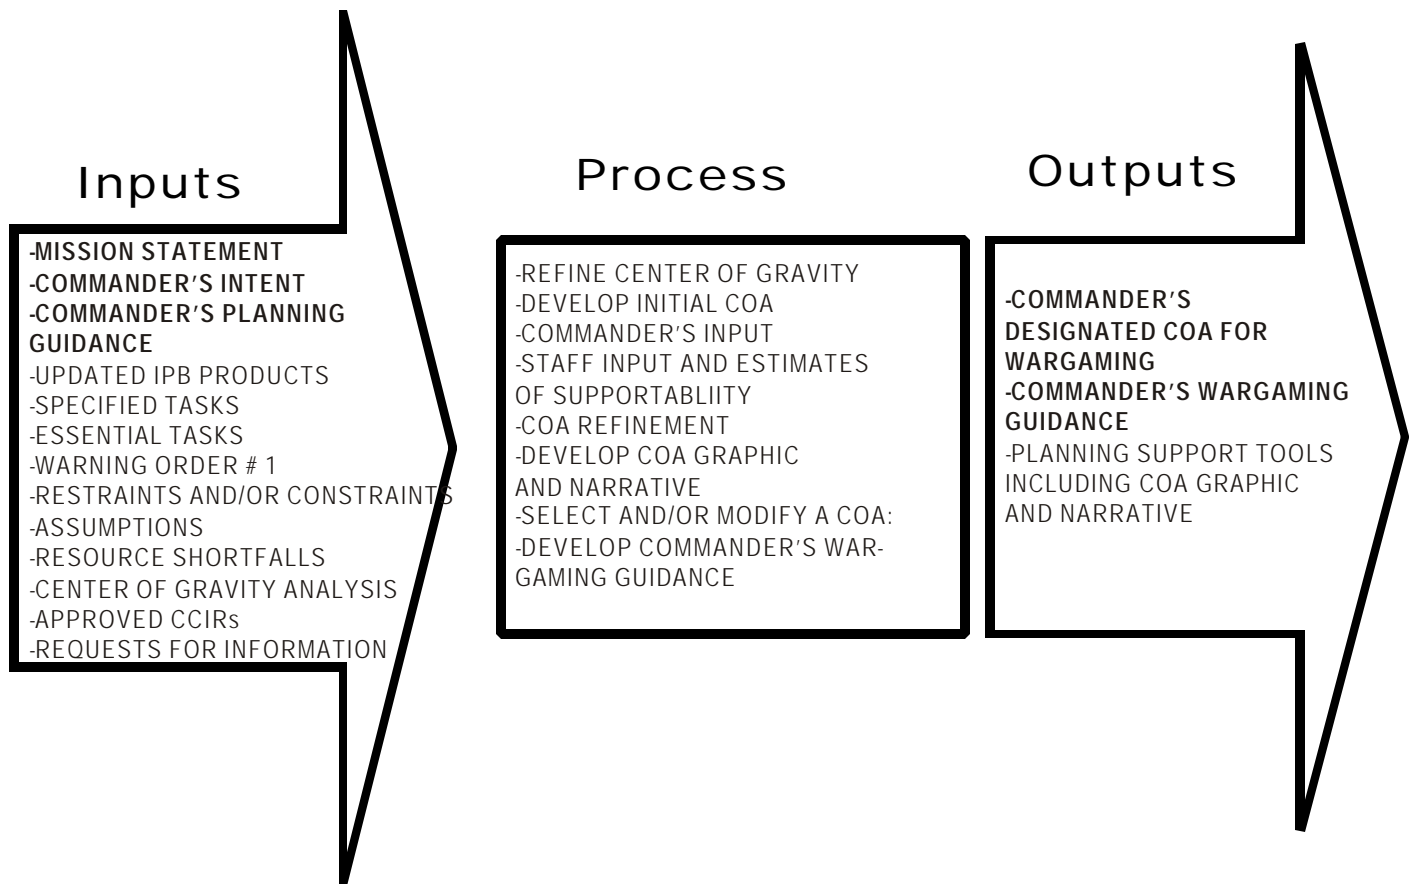 Inputs
-MISSION STATEMENT
-COMMANDER'S INTENT
-COMMANDER'S PLANNING
GUIDANCE
-UPDATED IPB PRODUCTS
-SPECIFIED TASKS
-ESSENTIAL TASKS
-WARNING ORDER # 1
-RESTRAINTS AND/OR CONSTRAINTS
-ASSUMPTIONS
-RESOURCE SHORTFALLS
-CENTER OF GRAVITY ANALYSIS
-APPROVED CCIRs
-REQUESTS FOR INFORMATION
Process
-REFINE CENTER OF GRAVITY
-DEVELOP INITIAL COA
-COMMANDER'S INPUT
-STAFF INPUT AND ESTIMATES
OF SUPPORTABLIITY
-COA REFINEMENT
-DEVELOP COA GRAPHIC
AND NARRATIVE
-SELECT AND/OR MODIFY A COA:
-DEVELOP COMMANDER'S WAR-
GAMING GUIDANCE
Outputs
-COMMANDER'S
DESIGNATED COA FOR
WARGAMING
-COMMANDER'S WARGAMING
GUIDANCE
-PLANNING SUPPORT TOOLS
INCLUDING COA GRAPHIC
AND NARRATIVE